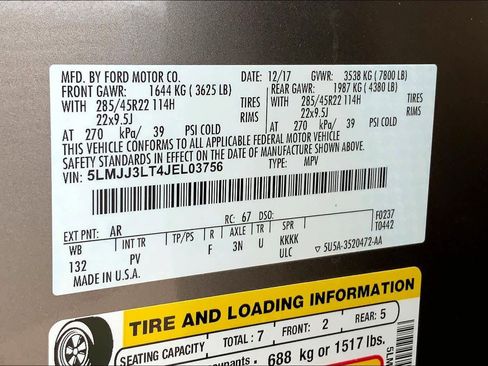 MFD. BY FORD MOTOR CO. 12/17 GVWR: 3538 KG (7800 LB)
FRONT GAWR: 1644 KG (3625 LB) REAR GAWR: 1987 KG (4380 LB)
WITH 285/45R22 114H TIRES WITH 285/45R22 114H TIRES
22x9.5J RIMS 22x9.5J RIMS
AT 270 kPa/ 39 PSI COLD AT 270 kPa/ 39 PSI COLD
THIS VEHICLE CONFORMS TO ALL APPLICABLE FEDERAL MOTOR VEHICLE
SAFETY, BUMPER, AND THEFT PREVENTION STANDARDS IN EFFECT ON THE DATE OF MANUFACTURE SHOWN ABOVE.
VIN: 5LMJJ3LT4JEL03756 TYPE: MPV
EXT PNT: AR RC: 67 DSO: F0237
WB INT TR TP/PS R AXLE TR SPR T0442
132 PV F 3N U KKKK
ULC 5U5A-3520472-AA
MADE IN U.S.A.
TIRE AND LOADING INFORMATION
SEATING CAPACITY TOTAL: 7 FRONT: 2 REAR: 5
688 kg or 1517 lbs.
5LM